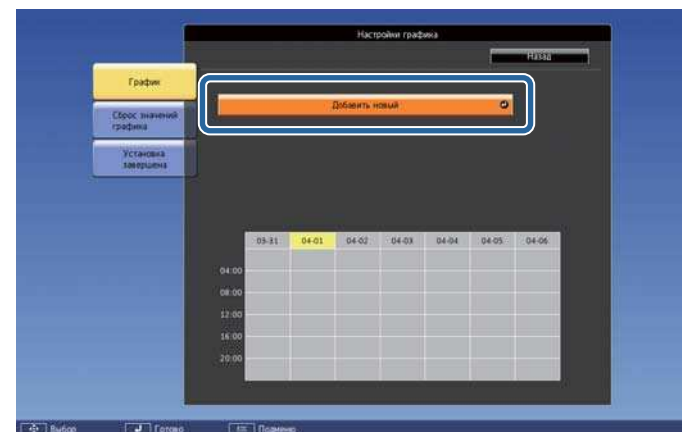 Настройки графика
Назад
График
Добавить новый
Сброс значений
графика
Установка
завершена
03-31 04-01 04-02 04-03 04-04 04-05 04-06
04:00
08:00
12:00
16:00
20:00
Выбор Готово Подменю